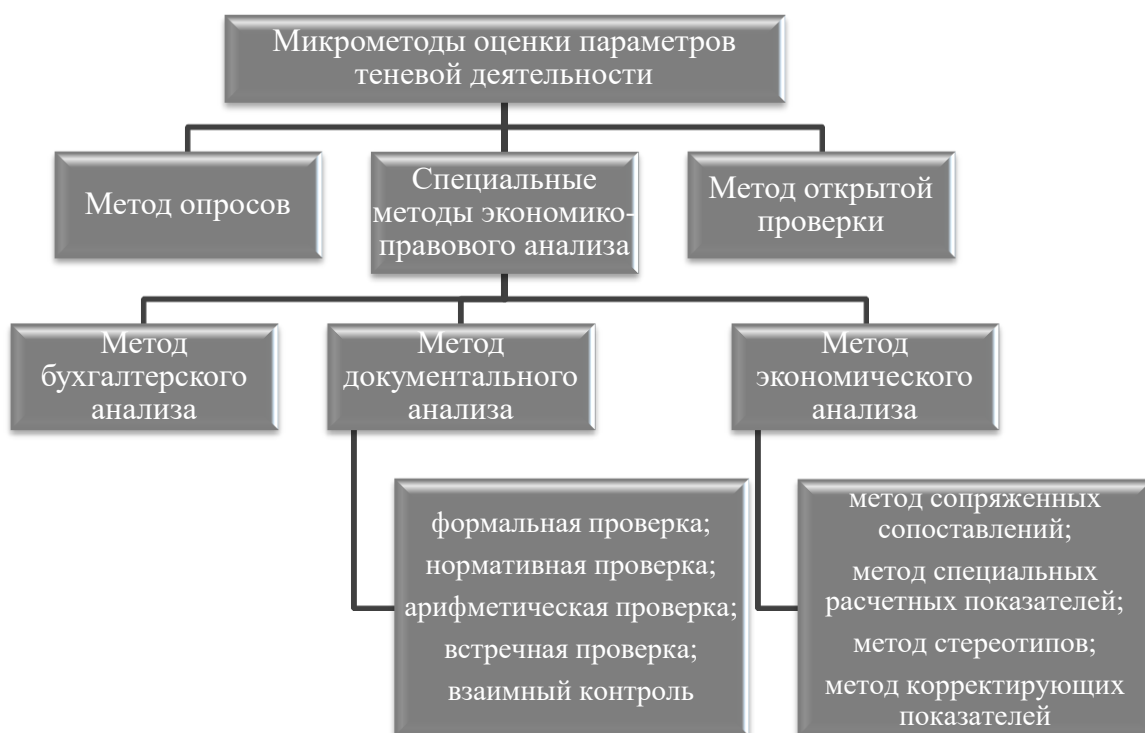 Микрометоды оценки параметров
теневой деятельности
Метод опросов
Специальные
методы экономико-
правового анализа
Метод открытой
проверки
Метод
бухгалтерского
анализа
Метод
документального
анализа
Метод
экономического
анализа
формальная проверка;
нормативная проверка;
арифметическая проверка;
встречная проверка;
взаимный контроль
метод сопряженных
сопоставлений;
метод специальных
расчетных показателей;
метод стереотипов;
метод корректирующих
показателей